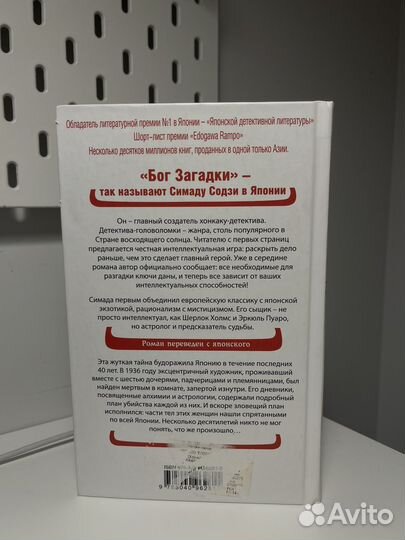 Обладатель литературной премии №1 в Японии – «Японской детективной литературы»
Шорт-лист премии «Edogawa Rampo»
Несколько десятков миллионов книг, проданных в одной только Азии.
«Бог Загадки» –
так называют Симаду Содзи в Японии
Он – главный создатель хонкаку-детектива.
Детектива-головоломки – жанра, столь популярного в
Стране восходящего солнца. Читателю с первых страниц
предлагается честная интеллектуальная игра: раскрыть дело
раньше, чем это сделает главный герой. Уже в середине
романа автор официально сообщает: все необходимые для
разгадки ключи даны, и теперь все зависит от ваших
интеллектуальных способностей!
Симада первым объединил европейскую классику с японской
экзотикой, рационализм с мистицизмом. Его сыщик – не
просто интеллектуал, как Шерлок Холмс и Эркюль Пуаро,
но астролог и предсказатель судьбы.
Роман переведен с японского
Эта жуткая тайна будоражила Японию в течение последних
40 лет. В 1936 году эксцентричный художник, проживавший
вместе с шестью дочерями, падчерицами и племянницами, был
найден мертвым в комнате, запертой изнутри. Его дневники,
посвященные алхимии и астрологии, содержали подробный
план убийства каждой из них. И вскоре зловещий план
исполнился: части тел этих женщин нашли спрятанными
по всей Японии. Несколько десятилетий никто не мог
понять, что же произошло…
ISBN 978-5-
9 785040 962
Avito